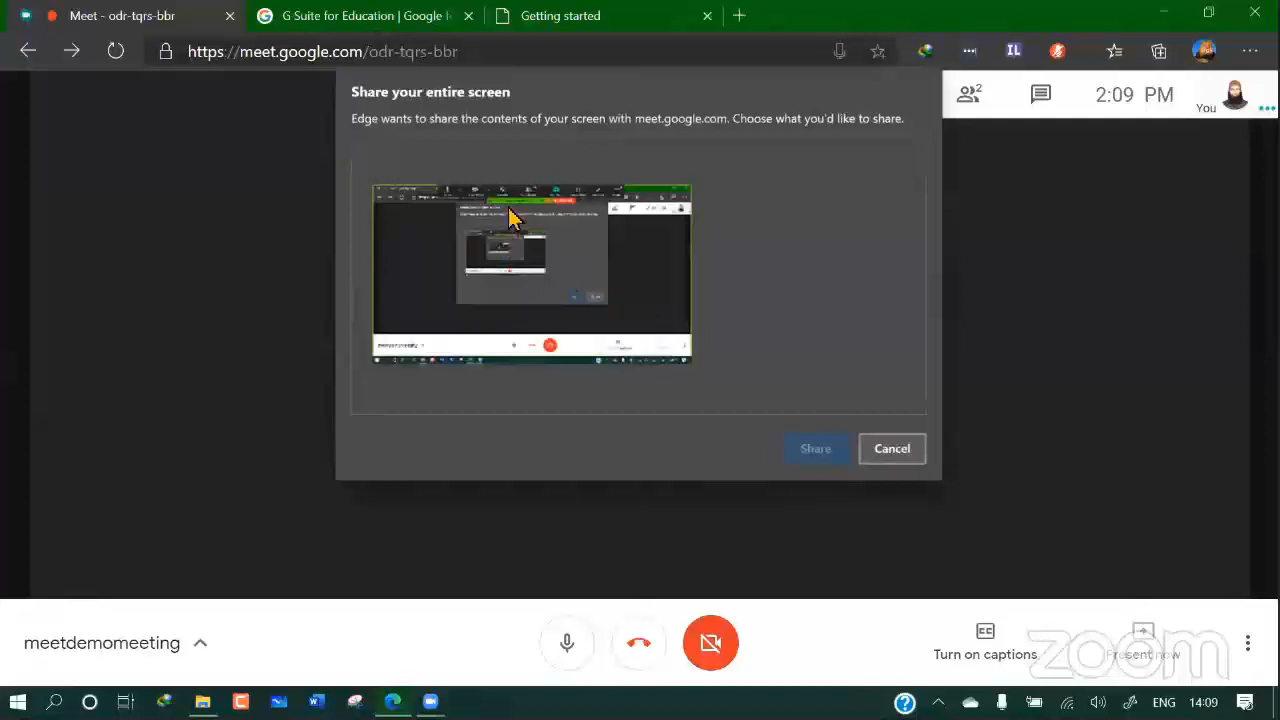 Meet - odr-tqrs-bbr
G Suite for Education | Google
Getting started
https://meet.google.com/odr-tqrs-bbr
IL
Share your entire screen
Edge wants to share the contents of your screen with meet.google.com. Choose what you'd like to share.
2
2:09 PM
You
Share
Cancel
meetdemomeeting
Turn on captions
Present now
zoom
ENG
14:09